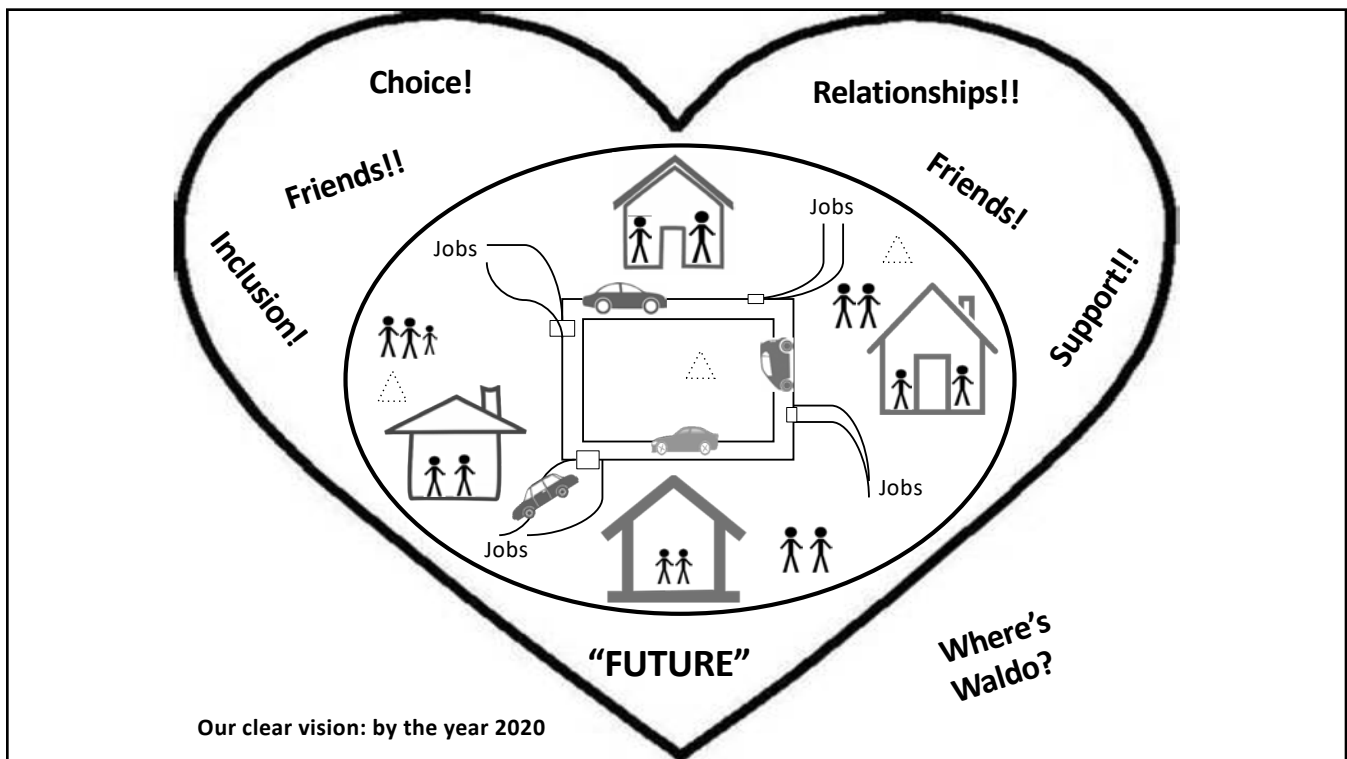 Choice!
Relationships!!
Friends!!
Friends!
Inclusion!
Support!!
Jobs
Jobs
Jobs
Jobs
“FUTURE”
Where’s
Waldo?
Our clear vision: by the year 2020